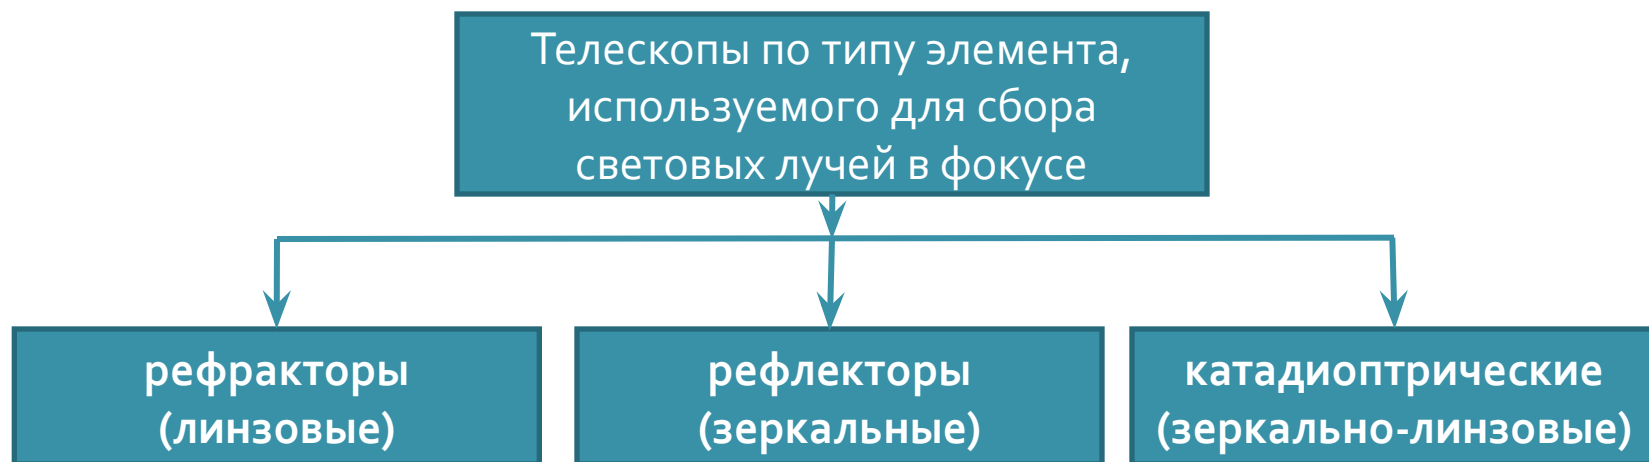 Телескопы по типу элемента,
используемого для сбора
световых лучей в фокусе
рефракторы
(линзовые)
рефлекторы
(зеркальные)
катадиоптрические
(зеркально-линзовые)